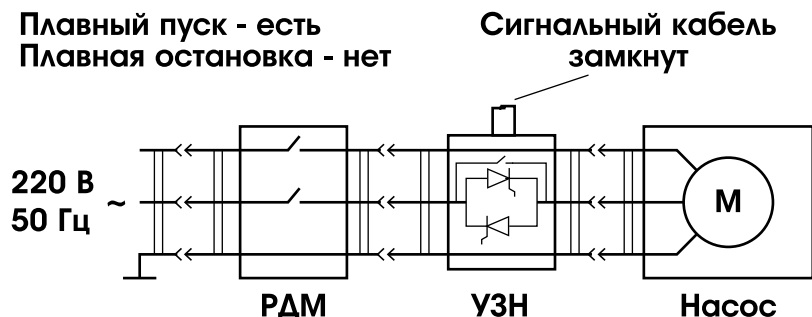 Плавный пуск - есть
Плавная остановка - нет
Сигнальный кабель
замкнут
220 В
50 Гц ~
М
РДМ
УЗН
Насос